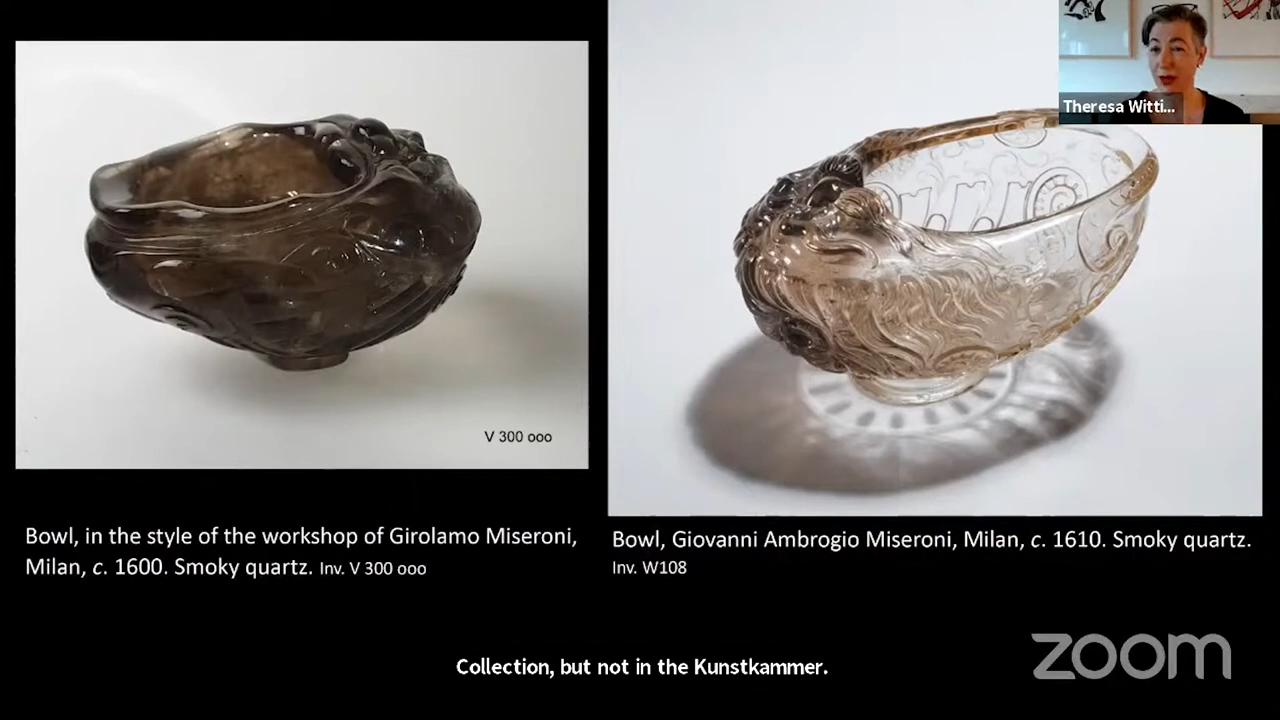 Theresa Witti...
V 300 ooo
Bowl, in the style of the workshop of Girolamo Miseroni,
Milan, c. 1600. Smoky quartz. Inv. V 300 ooo
Bowl, Giovanni Ambrogio Miseroni, Milan, c. 1610. Smoky quartz.
Inv. W108
Collection, but not in the Kunstkammer.
zoom